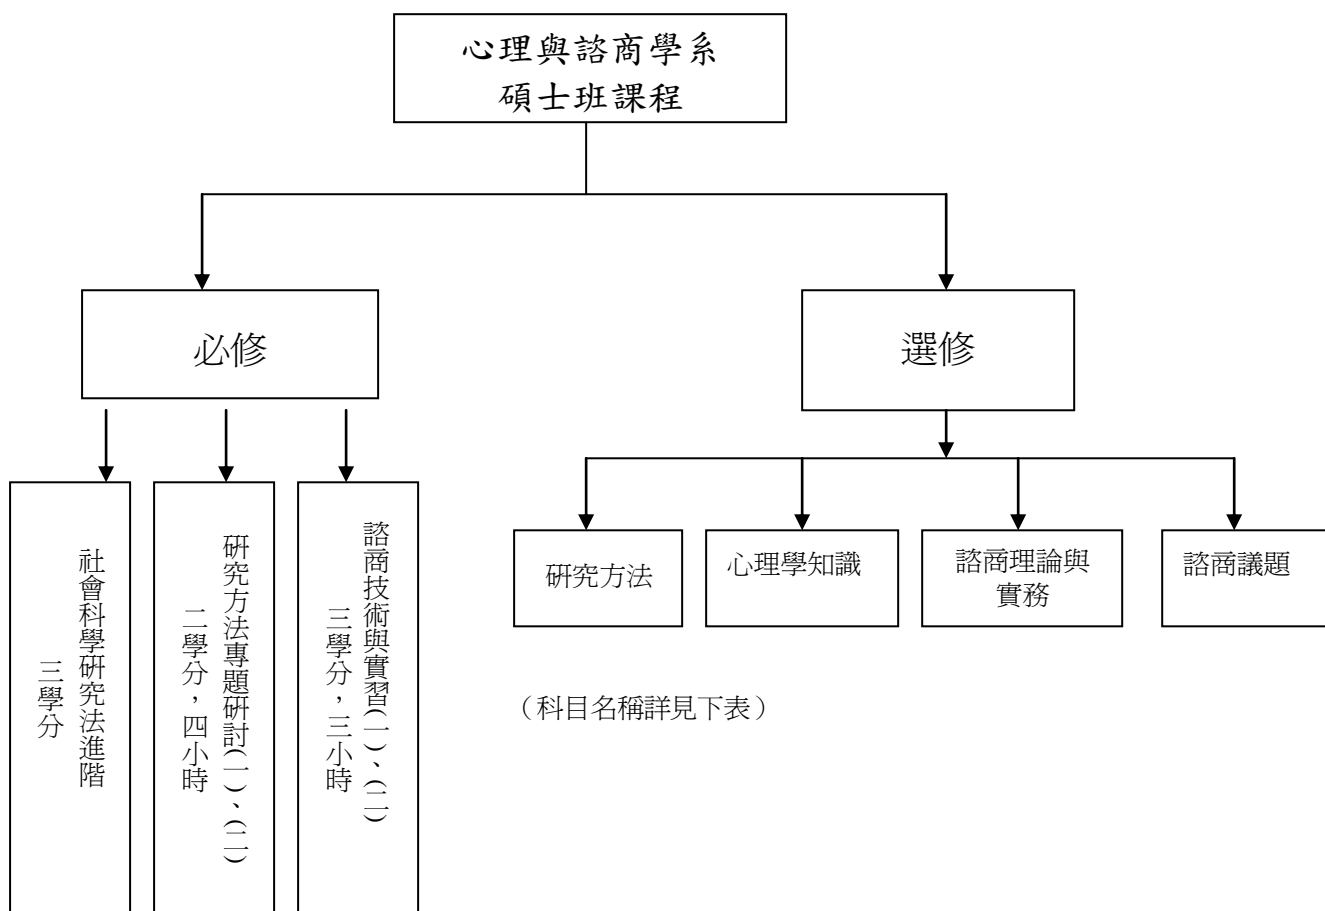 心理與諮商學系
碩士班課程
必修
選修
社會科學研究法進階
三學分
研究方法專題研討(一)、(二)
二學分，四小時
諮商技術與實習(一)、(二)
三學分，三小時
研究方法
心理學知識
諮商理論與
實務
諮商議題
（科目名稱詳見下表）